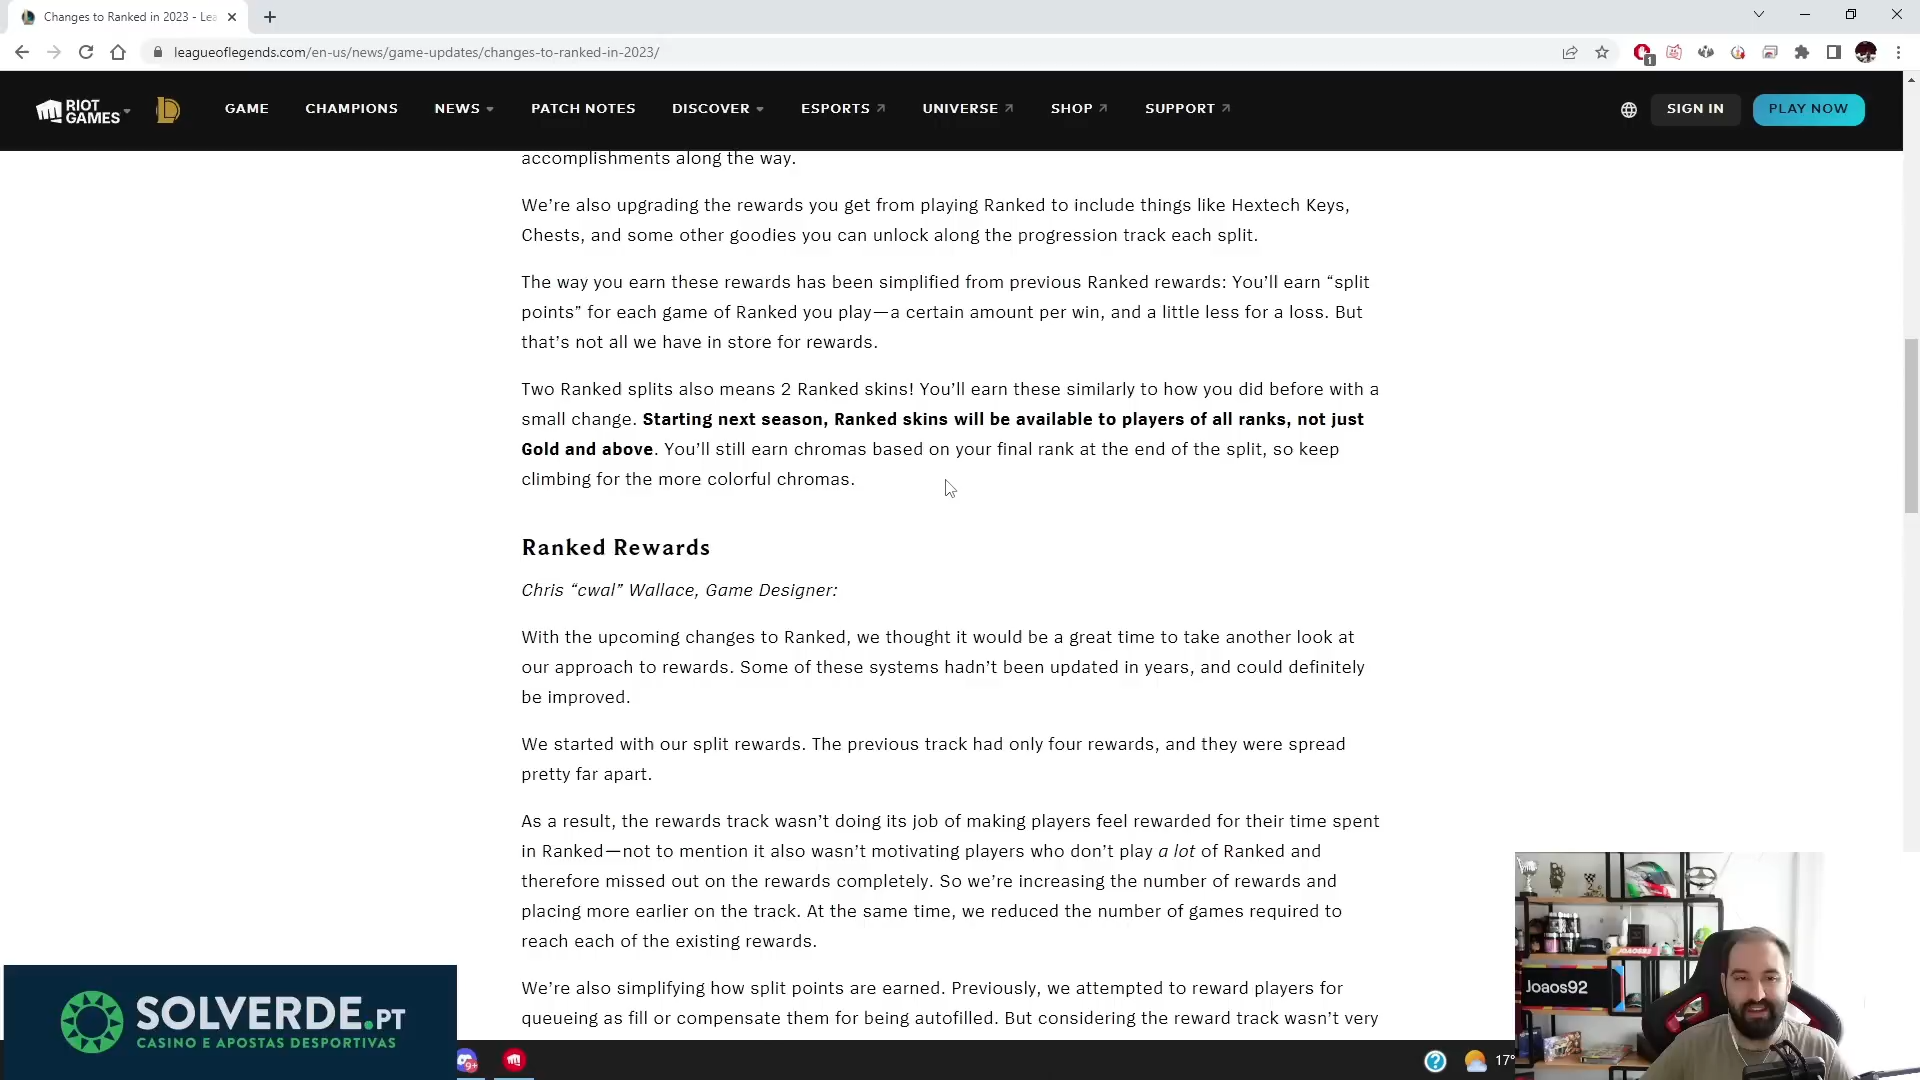 Changes to Ranked in 2023 - Lea
leagueoflegends.com/en-us/news/game-updates/changes-to-ranked-in-2023/
1
RIOT GAMES
GAME
CHAMPIONS
NEWS
PATCH NOTES
DISCOVER
ESPORTS
UNIVERSE
SHOP
SUPPORT
SIGN IN
PLAY NOW
accomplishments along the way.
We’re also upgrading the rewards you get from playing Ranked to include things like Hextech Keys,
Chests, and some other goodies you can unlock along the progression track each split.
The way you earn these rewards has been simplified from previous Ranked rewards: You’ll earn “split
points” for each game of Ranked you play—a certain amount per win, and a little less for a loss. But
that’s not all we have in store for rewards.
Two Ranked splits also means 2 Ranked skins! You’ll earn these similarly to how you did before with a
small change. Starting next season, Ranked skins will be available to players of all ranks, not just
Gold and above. You’ll still earn chromas based on your final rank at the end of the split, so keep
climbing for the more colorful chromas.
Ranked Rewards
Chris “cwal” Wallace, Game Designer:
With the upcoming changes to Ranked, we thought it would be a great time to take another look at
our approach to rewards. Some of these systems hadn’t been updated in years, and could definitely
be improved.
We started with our split rewards. The previous track had only four rewards, and they were spread
pretty far apart.
As a result, the rewards track wasn’t doing its job of making players feel rewarded for their time spent
in Ranked—not to mention it also wasn’t motivating players who don’t play a lot of Ranked and
therefore missed out on the rewards completely. So we’re increasing the number of rewards and
placing more earlier on the track. At the same time, we reduced the number of games required to
reach each of the existing rewards.
We’re also simplifying how split points are earned. Previously, we attempted to reward players for
queueing as fill or compensate them for being autofilled. But considering the reward track wasn’t very
SOLVERDE.PT
CASINO E APOSTAS DESPORTIVAS
9+
17°
Joaos92